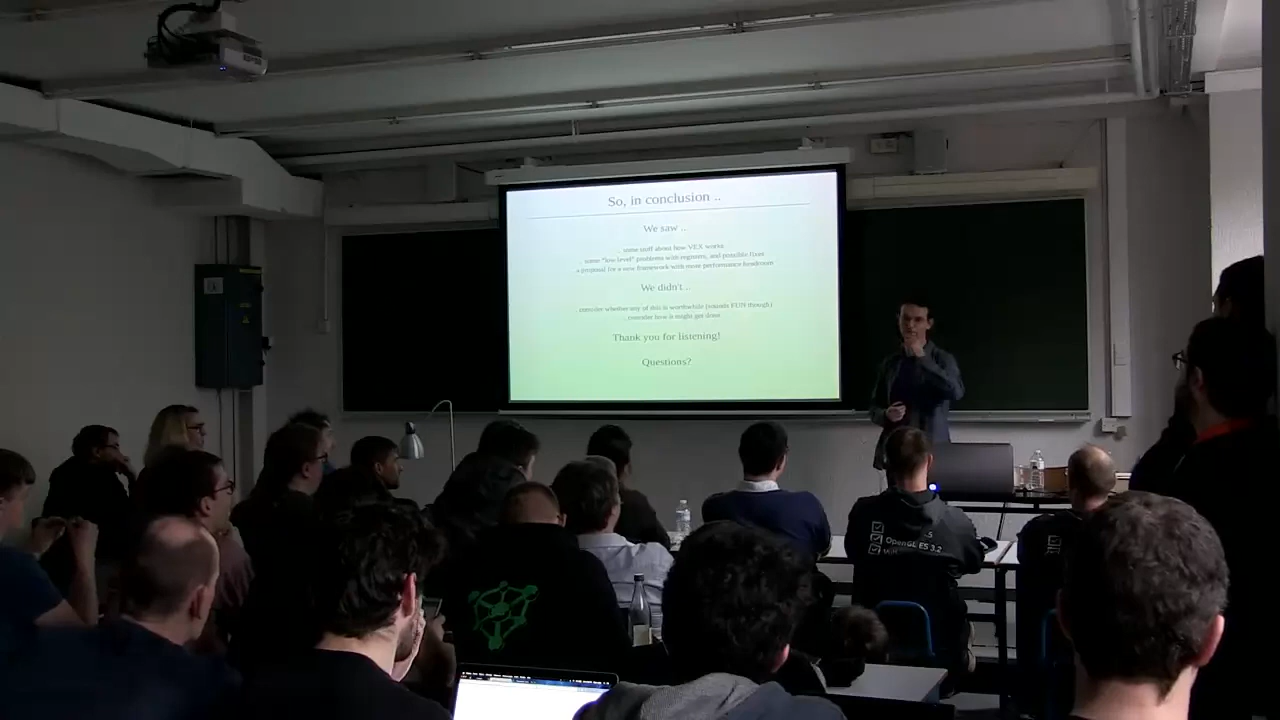 So, in conclusion ..
We saw ..
.. some stuff about how VEX works
.. some "low level" problems with registers, and possible fixes
a proposal for a new framework with more performance headroom
We didn't ..
.. consider whether any of this is worthwhile (sounds FUN though)
.. consider how it might get done
Thank you for listening!
Questions?
OpenGL ES 3.2